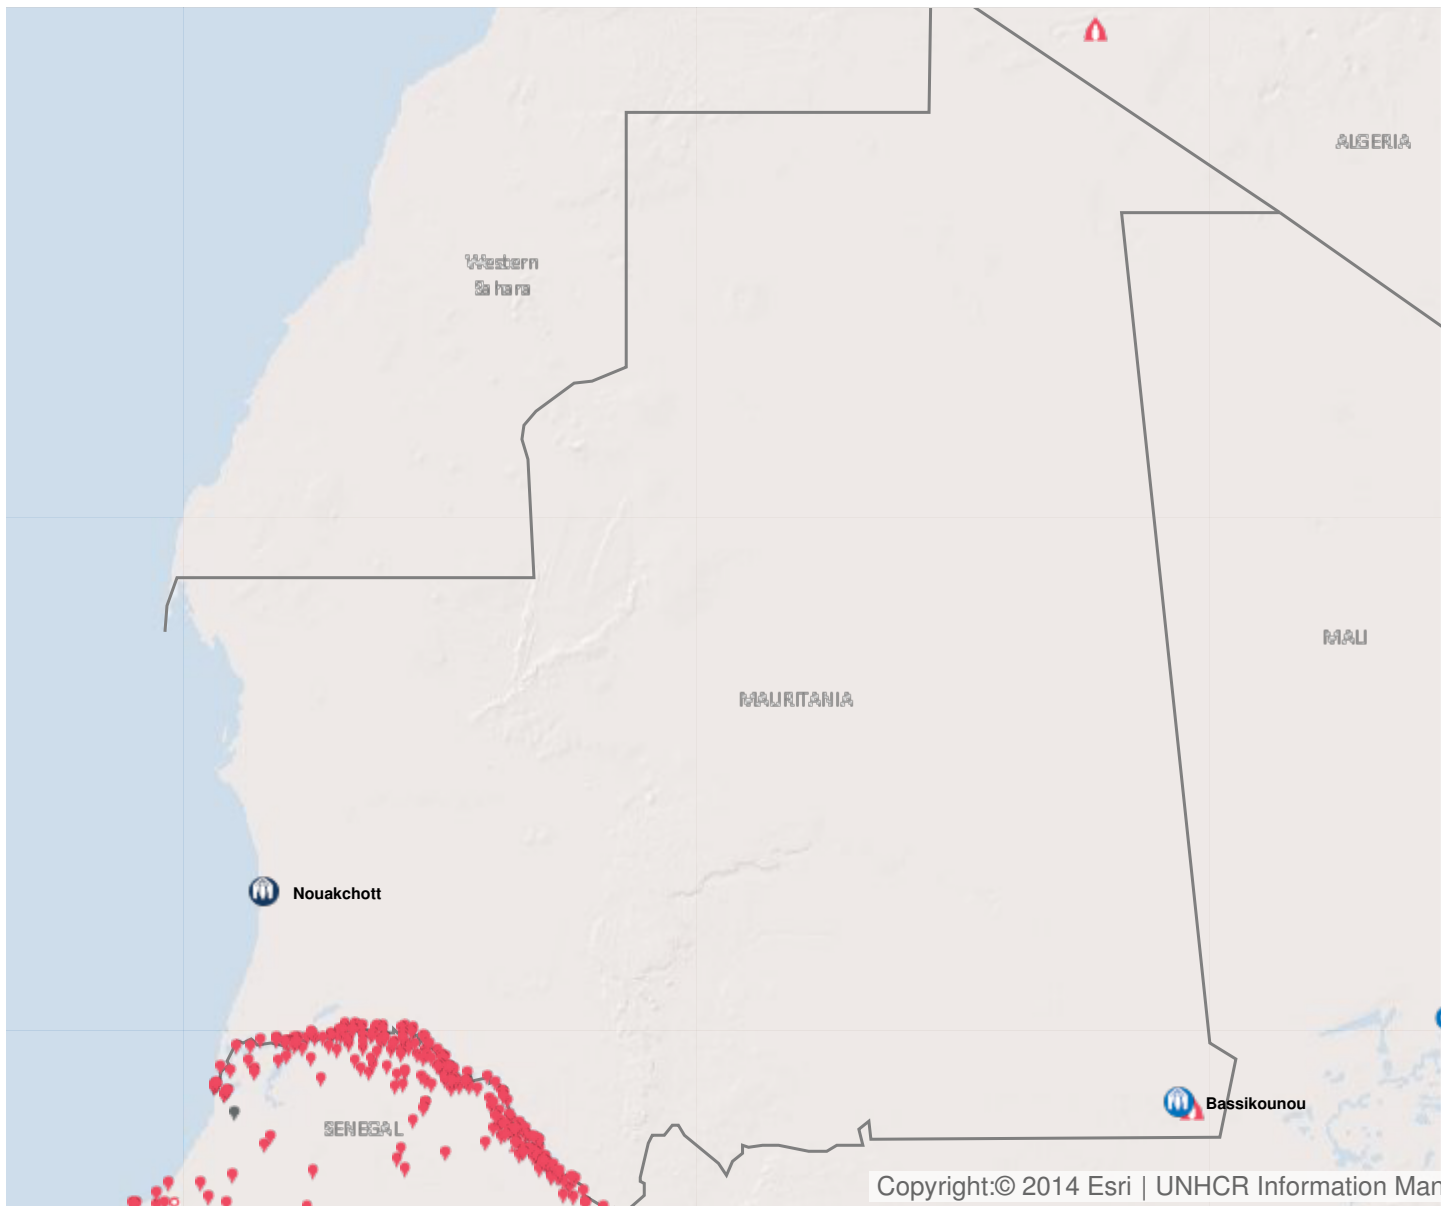 ALGERIA
Western
Sahara
MALI
MAURITANIA
Nouakchott
Bassikounou
SENEGAL
Copyright:© 2014 Esri | UNHCR Information Man